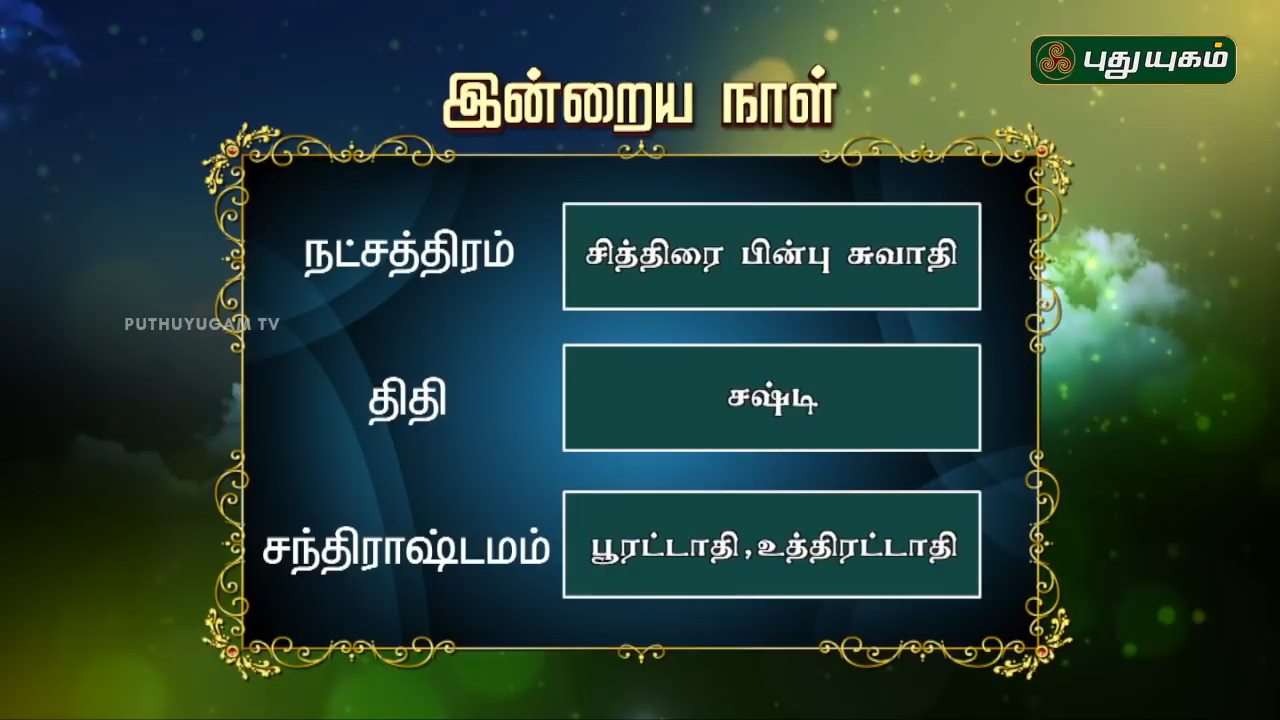 புதுயுகம்
இன்றைய நாள்
நட்சத்திரம் சித்திரை பின்பு சுவாதி
PUTHUYUGAM TV
திதி சஷ்டி
சந்திராஷ்டமம் பூரட்டாதி,உத்திரட்டாதி